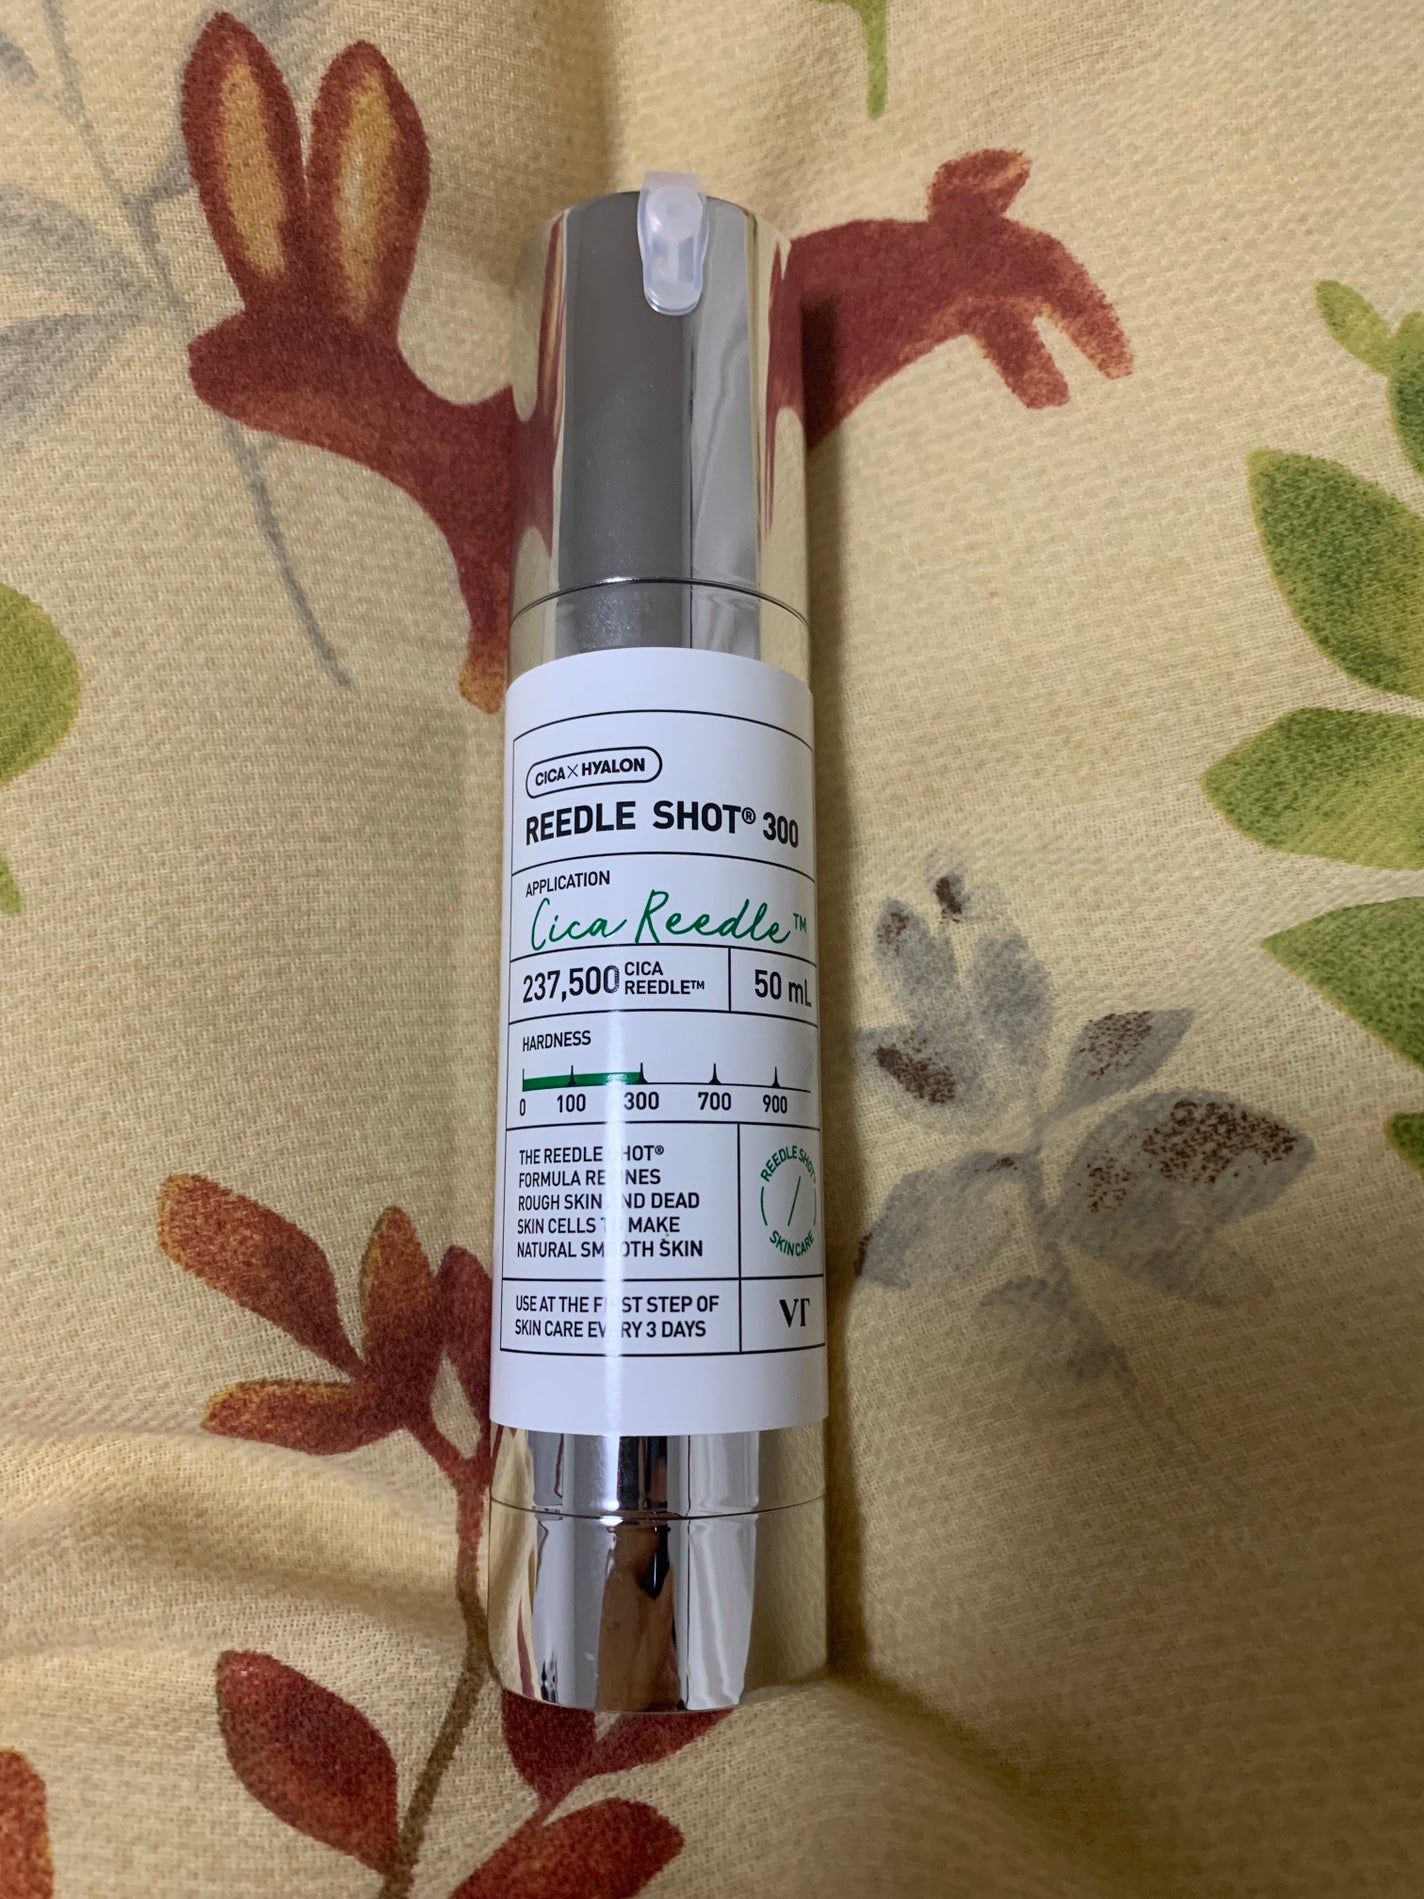 CICA×HYALON
REEDLE SHOT® 300
APPLICATION
Cica Reedle™
237,500 CICA
REEDLE™
50 mL
HARDNESS
0 100 300 700 900
THE REEDLE SHOT®
FORMULA REFINES
ROUGH SKIN AND DEAD
SKIN CELLS TO MAKE
NATURAL SMOOTH SKIN
REEDLE SHOT®
SKINCARE
USE AT THE FIRST STEP OF
SKIN CARE EVERY 3 DAYS
VT